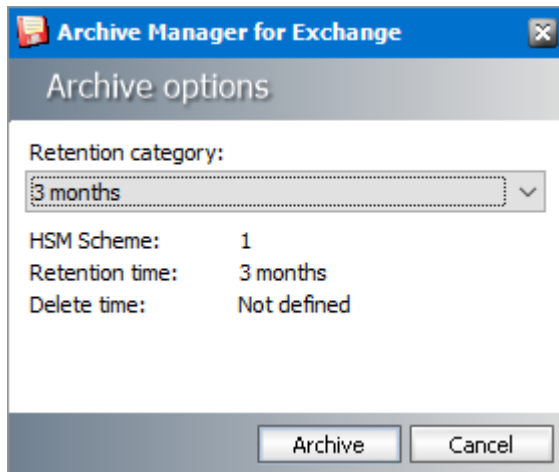 Archive Manager for Exchange
Archive options
Retention category:
3 months
HSM Scheme: 1
Retention time: 3 months
Delete time: Not defined
Archive Cancel